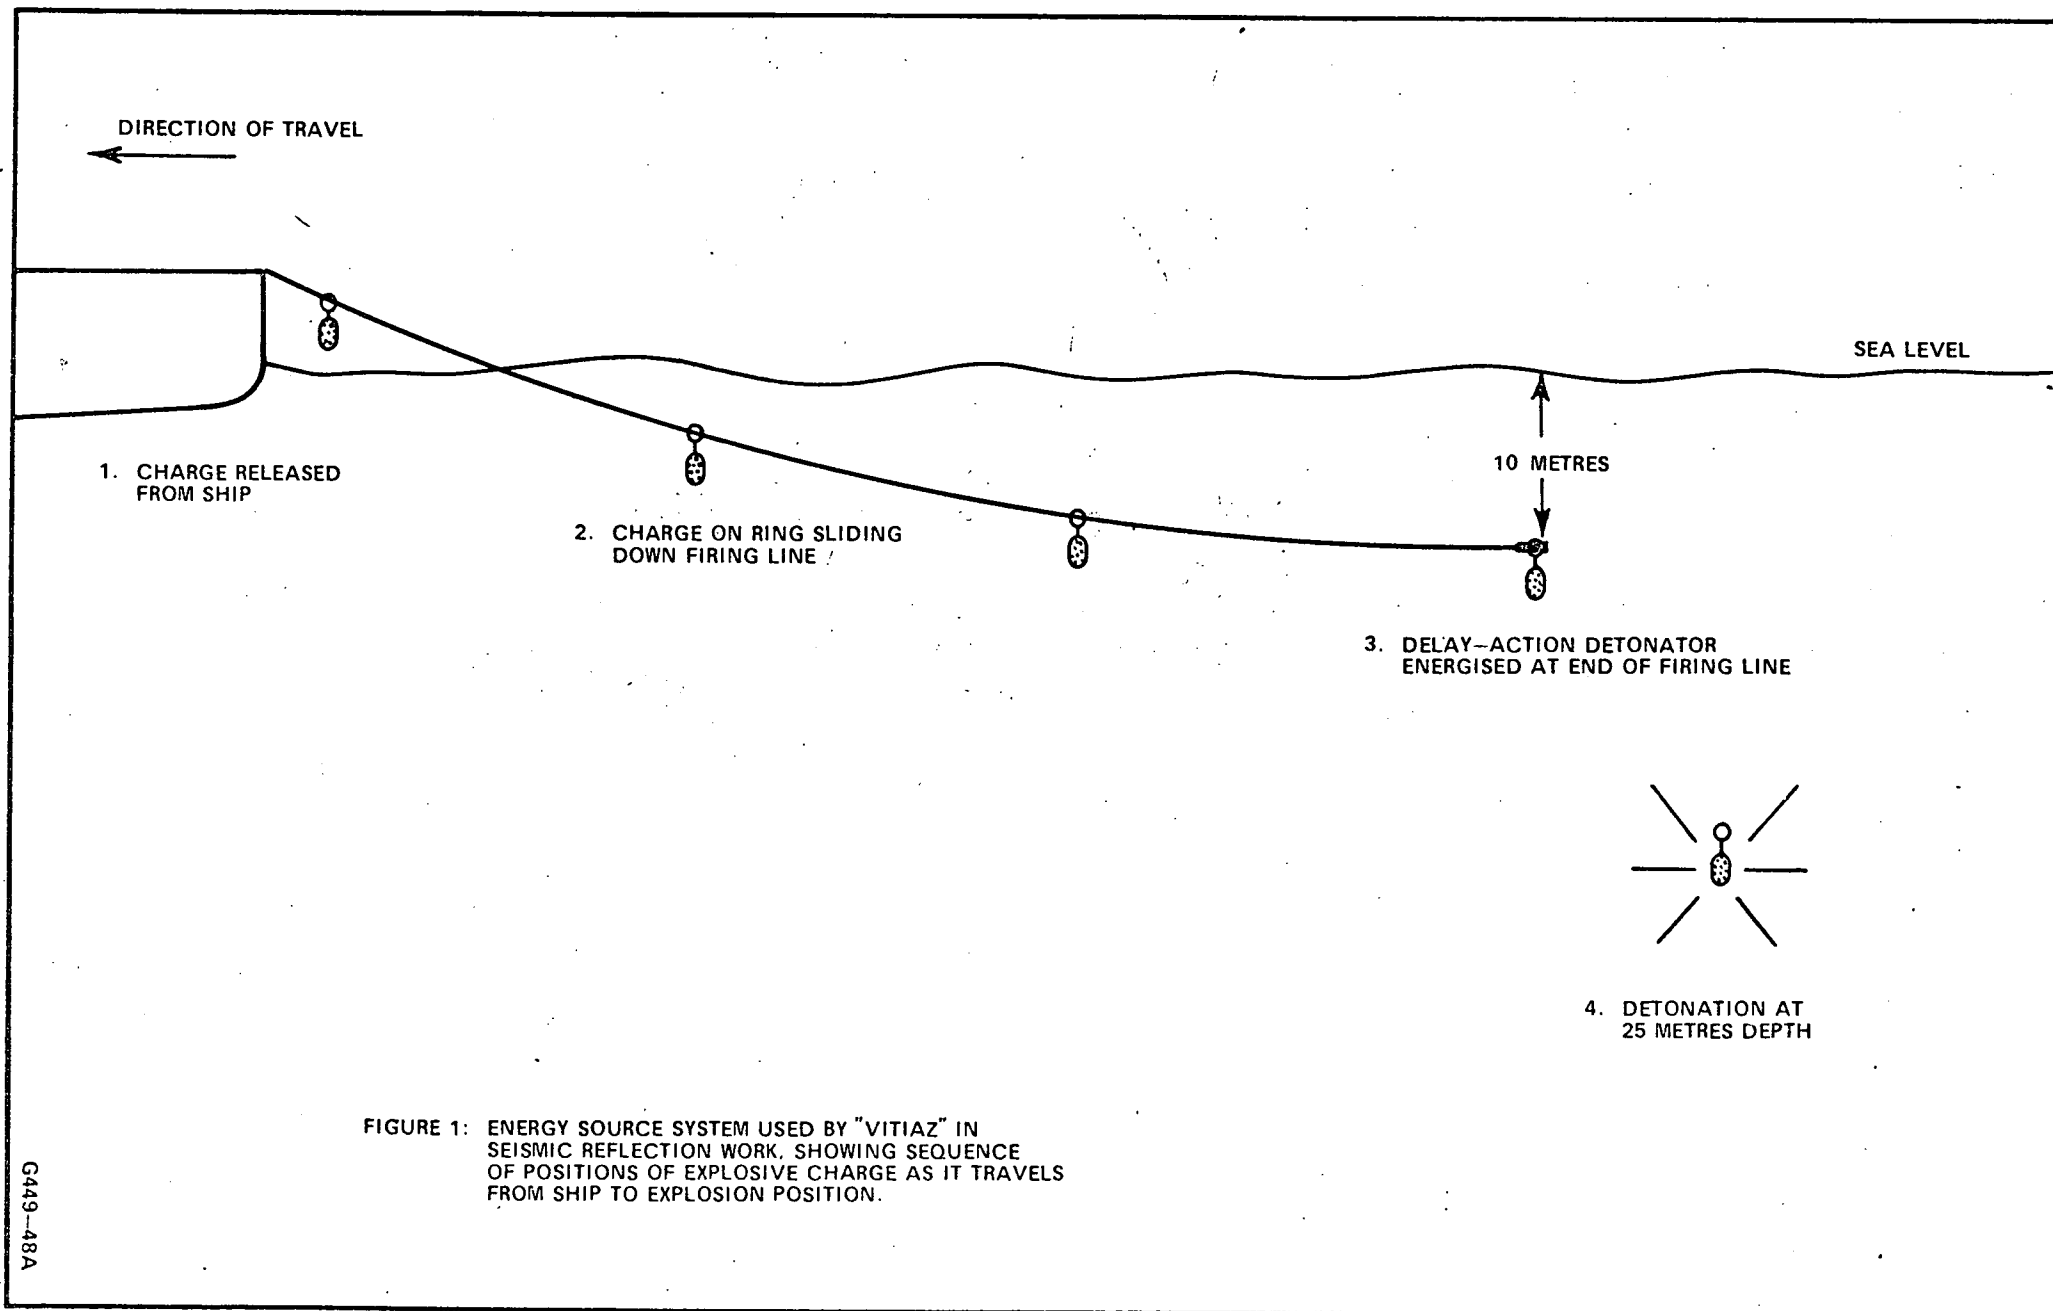 DIRECTION OF TRAVEL
SEA LEVEL
10 METRES
1. CHARGE RELEASED
FROM SHIP
2. CHARGE ON RING SLIDING
DOWN FIRING LINE
3. DELAY-ACTION DETONATOR
ENERGISED AT END OF FIRING LINE
4. DETONATION AT
25 METRES DEPTH
FIGURE 1: ENERGY SOURCE SYSTEM USED BY "VITIAZ" IN
SEISMIC REFLECTION WORK, SHOWING SEQUENCE
OF POSITIONS OF EXPLOSIVE CHARGE AS IT TRAVELS
FROM SHIP TO EXPLOSION POSITION.
G449-48A